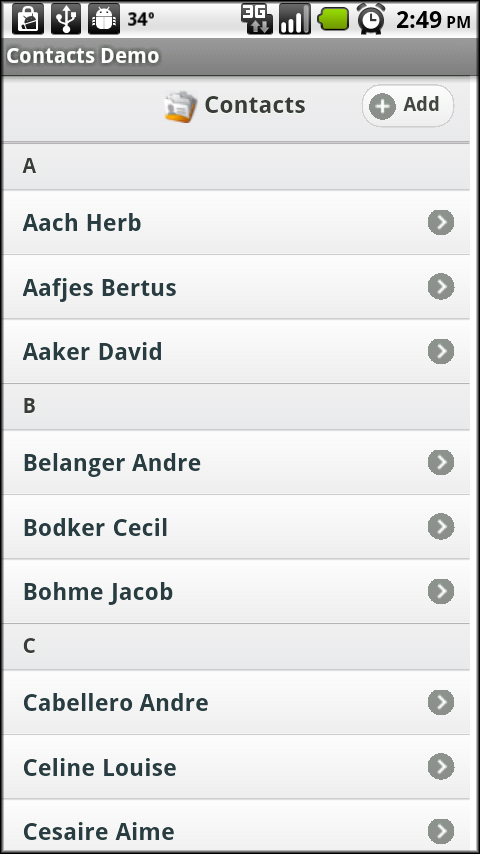 3G 34° 2:49 PM
Contacts Demo
Contacts Add
A
Aach Herb
Aafjes Bertus
Aaker David
B
Belanger Andre
Bodker Cecil
Bohme Jacob
C
Cabellero Andre
Celine Louise
Cesaire Aime